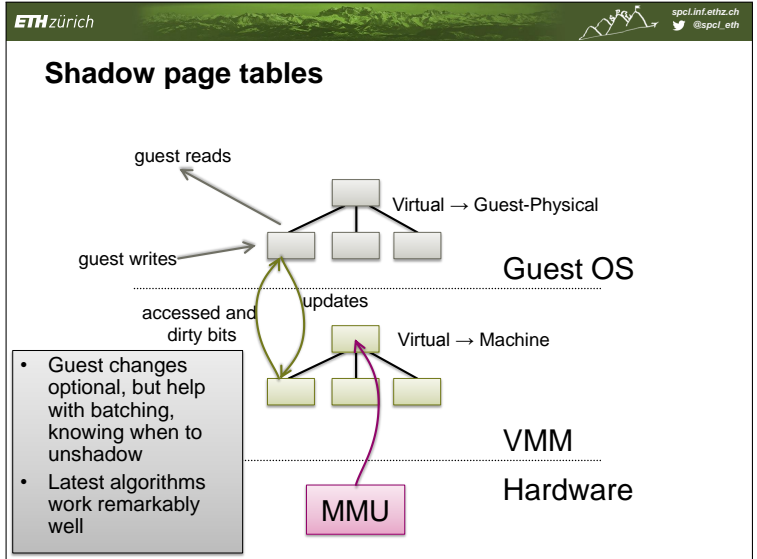 ETH zürich
spcl.inf.ethz.ch
@spcl_eth
Shadow page tables
guest reads
Virtual → Guest-Physical
guest writes
Guest OS
accessed and
dirty bits
updates
Virtual → Machine
• Guest changes
optional, but help
with batching,
knowing when to
unshadow
• Latest algorithms
work remarkably
well
VMM
Hardware
MMU